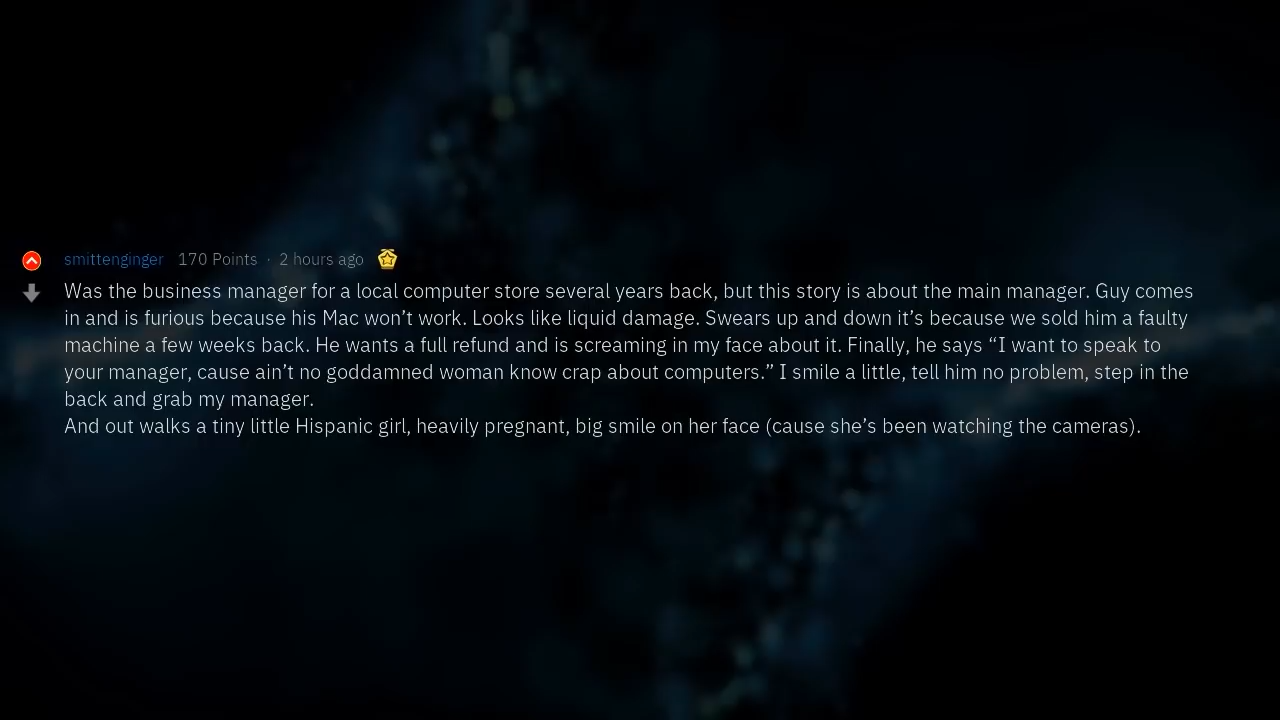 smittenginger 170 Points · 2 hours ago
Was the business manager for a local computer store several years back, but this story is about the main manager. Guy comes
in and is furious because his Mac won’t work. Looks like liquid damage. Swears up and down it’s because we sold him a faulty
machine a few weeks back. He wants a full refund and is screaming in my face about it. Finally, he says “I want to speak to
your manager, cause ain’t no goddamned woman know crap about computers.” I smile a little, tell him no problem, step in the
back and grab my manager.
And out walks a tiny little Hispanic girl, heavily pregnant, big smile on her face (cause she’s been watching the cameras).